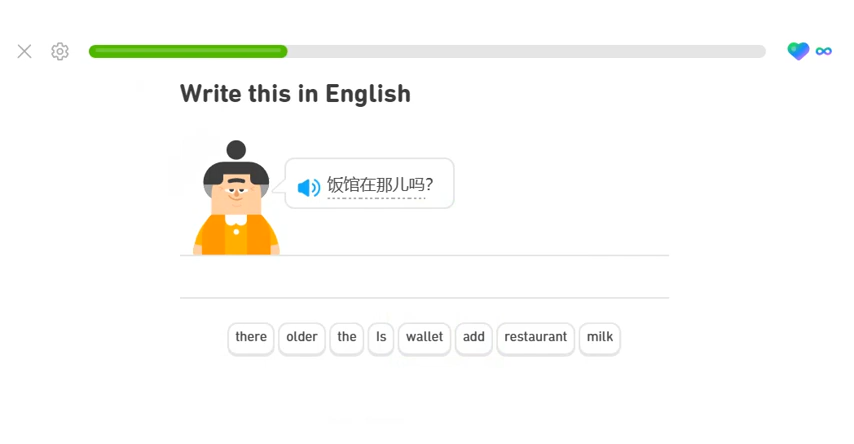 Write this in English
饭馆在那儿吗?
there older the Is wallet add restaurant milk